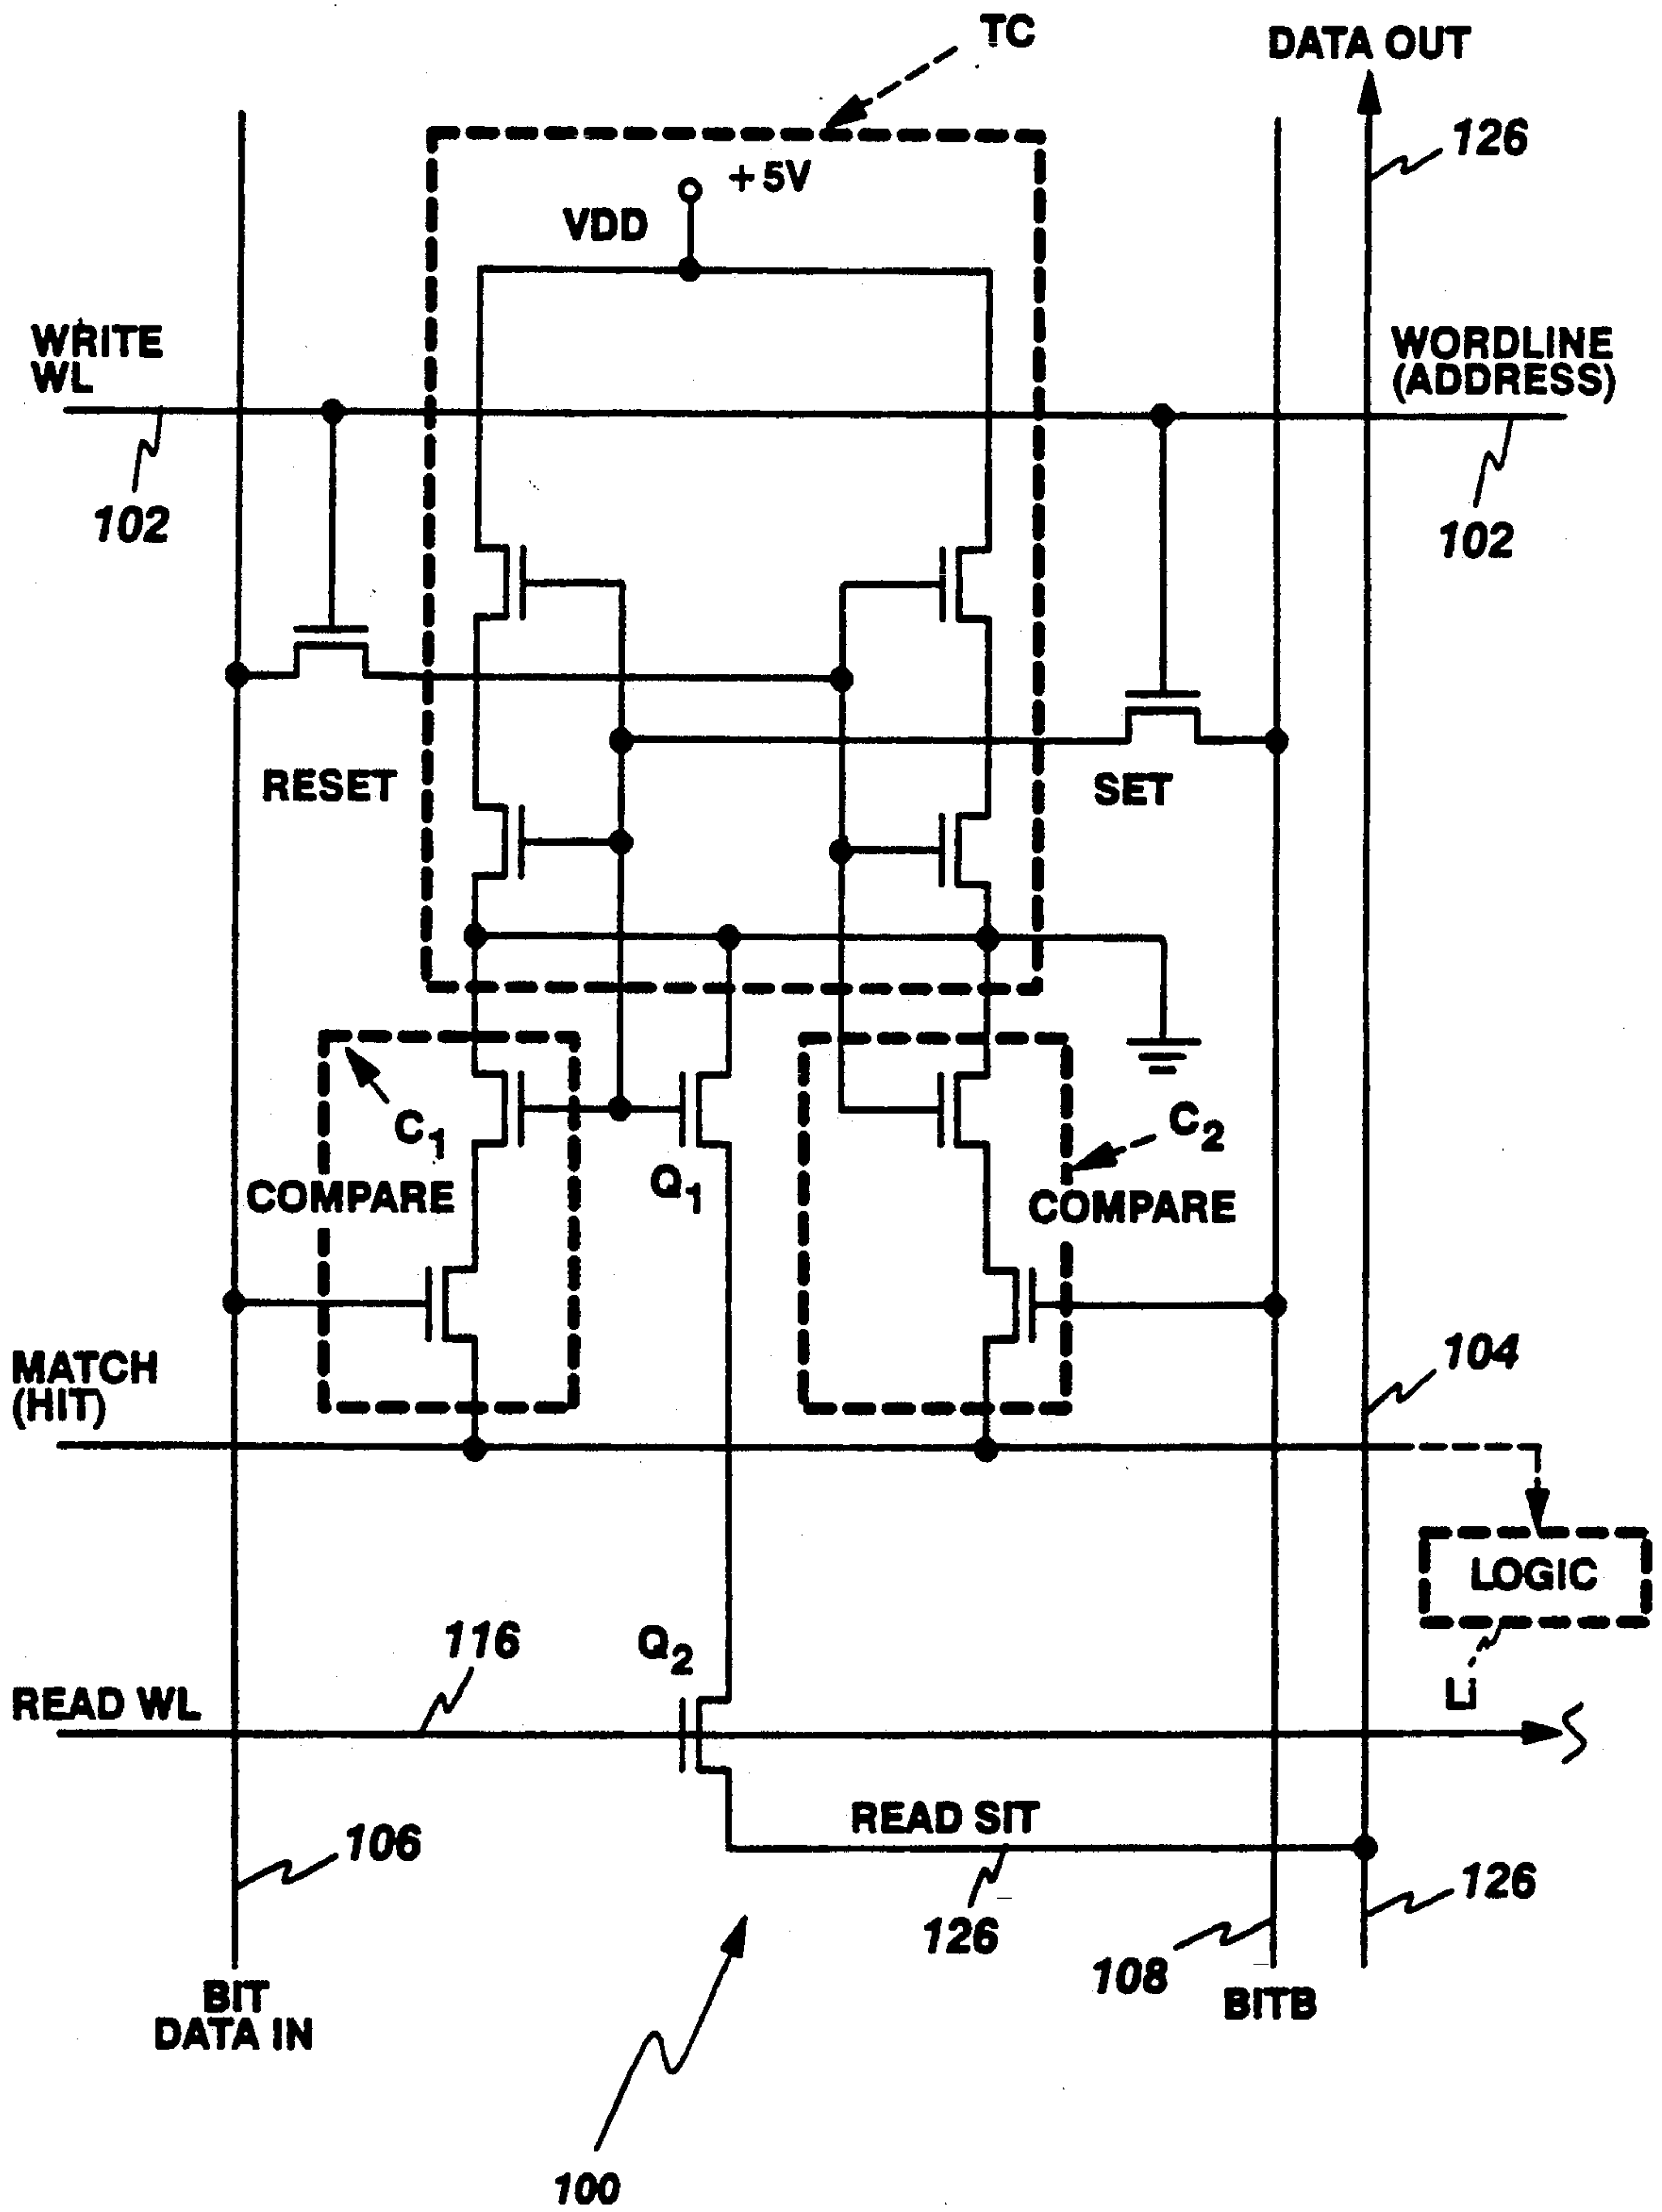 TC
DATA OUT
126
+5V
VDD
WRITE
WL
WORDLINE
(ADDRESS)
102
102
RESET
SET
C1
C2
COMPARE
Q1
COMPARE
MATCH
(HIT)
104
LOGIC
Li
116
Q2
READ WL
READ SIT
106
126
126
108
BIT
DATA IN
BITB
100